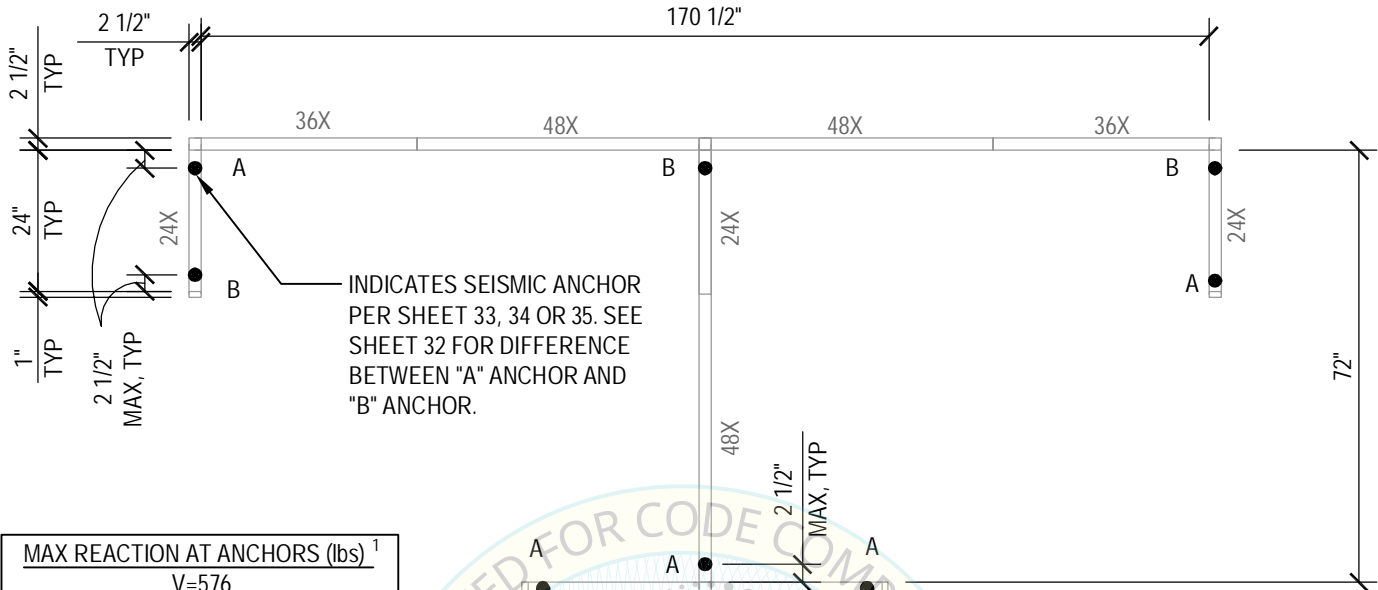 2 1/2"
TYP
170 1/2"
2 1/2"
TYP
36X
48X
48X
36X
A
B
B
24"
TYP
24X
24X
24X
B
A
INDICATES SEISMIC ANCHOR
PER SHEET 33, 34 OR 35. SEE
SHEET 32 FOR DIFFERENCE
BETWEEN "A" ANCHOR AND
"B" ANCHOR.
1"
TYP
2 1/2"
MAX, TYP
72"
48X
2 1/2"
MAX, TYP
MAX REACTION AT ANCHORS (lbs) 1
V=576
FOR CODE
A
A
A